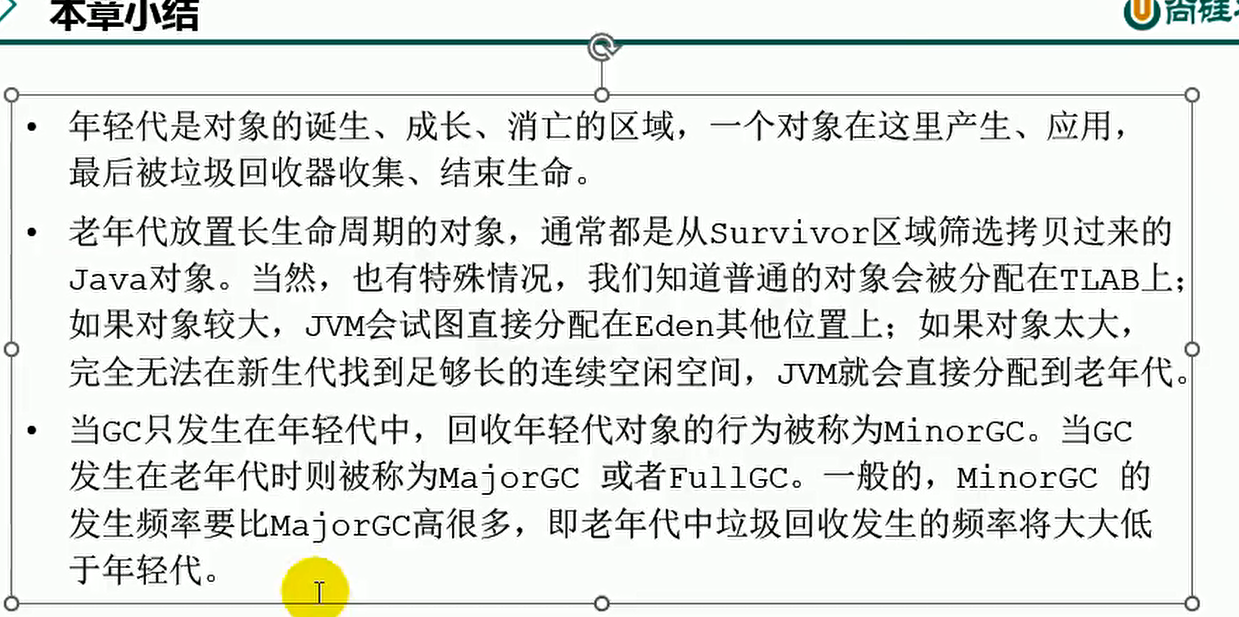 本章小结
尚硅
• 年轻代是对象的诞生、成长、消亡的区域，一个对象在这里产生、应用，
最后被垃圾回收器收集、结束生命。
• 老年代放置长生命周期的对象，通常都是从Survivor区域筛选拷贝过来的
Java对象。当然，也有特殊情况，我们知道普通的对象会被分配在TLAB上；
如果对象较大，JVM会试图直接分配在Eden其他位置上；如果对象太大，
完全无法在新生代找到足够长的连续空闲空间，JVM就会直接分配到老年代。
• 当GC只发生在年轻代中，回收年轻代对象的行为被称为MinorGC。当GC
发生在老年代时则被称为MajorGC 或者FullGC。一般的，MinorGC 的
发生频率要比MajorGC高很多，即老年代中垃圾回收发生的频率将大大低
于年轻代。